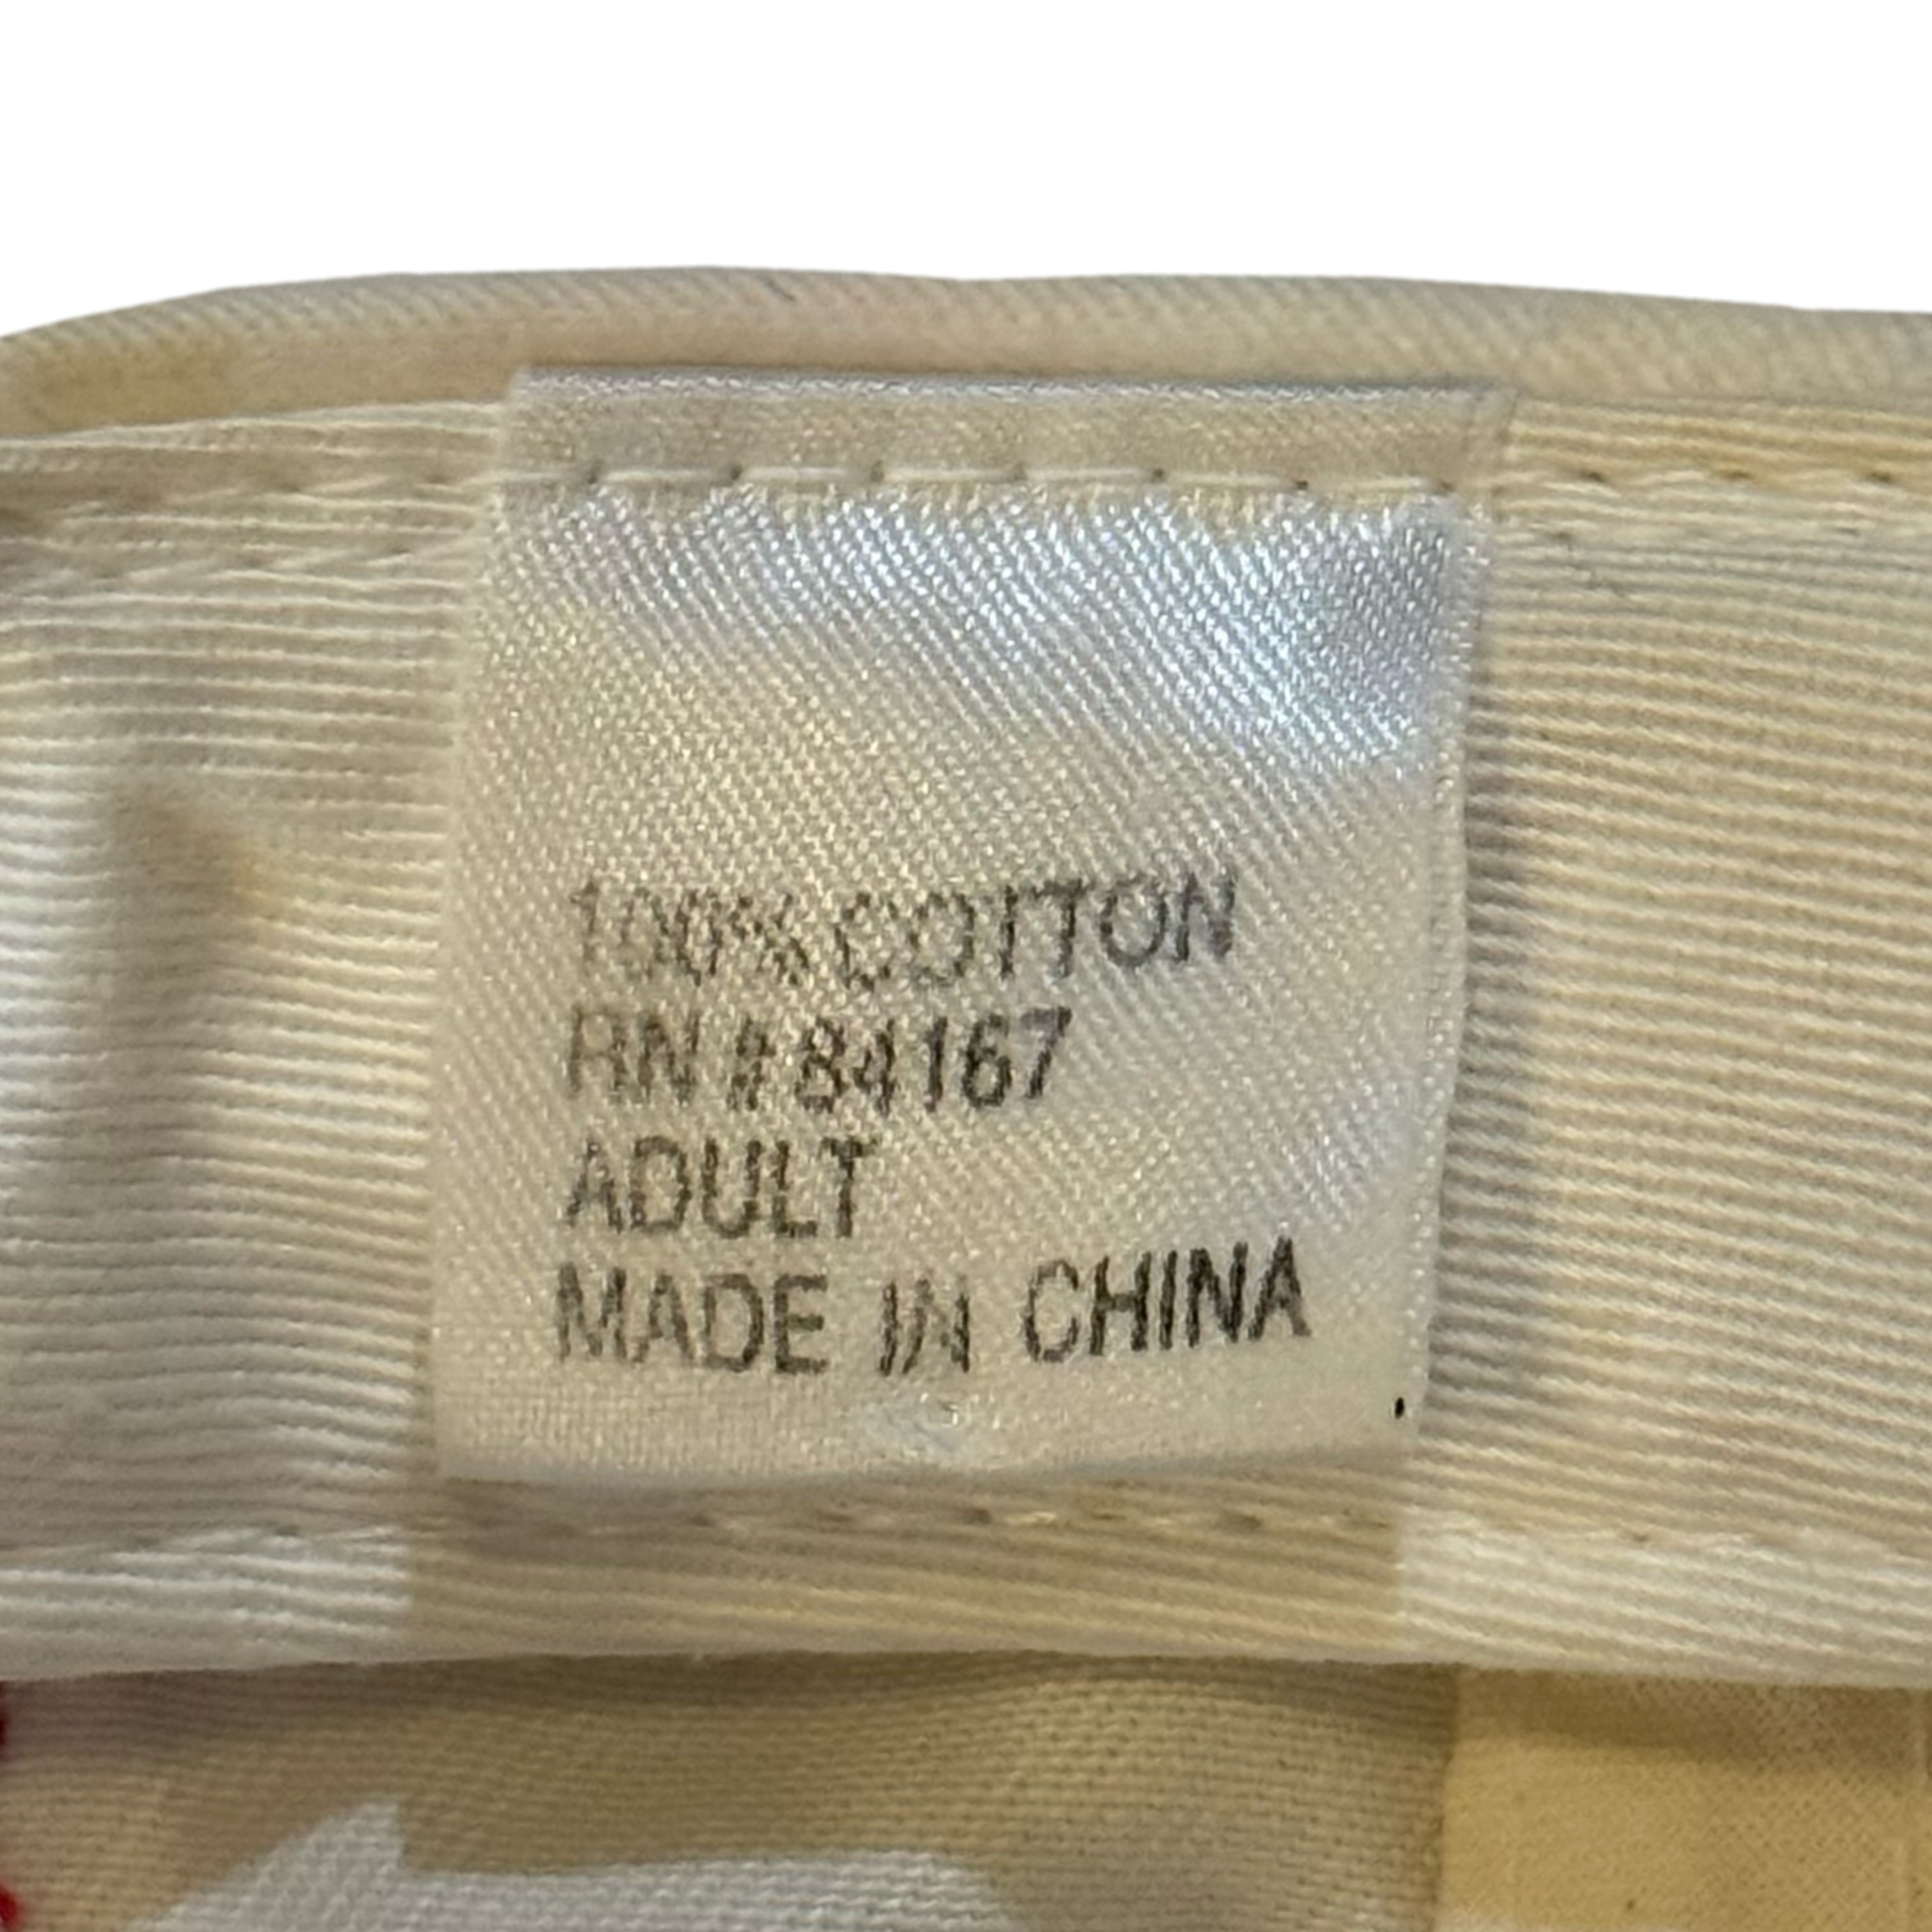 100% COTTON
RN #84167
ADULT
MADE IN CHINA